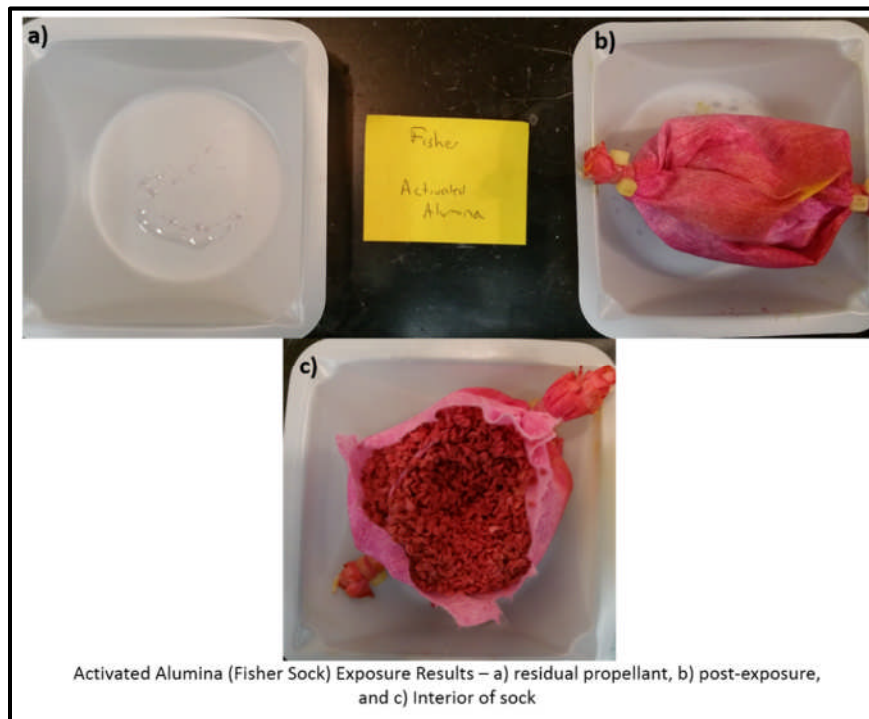 a)
b)
Fisher
Activated
Alumina
c)
Activated Alumina (Fisher Sock) Exposure Results – a) residual propellant, b) post-exposure,
and c) Interior of sock